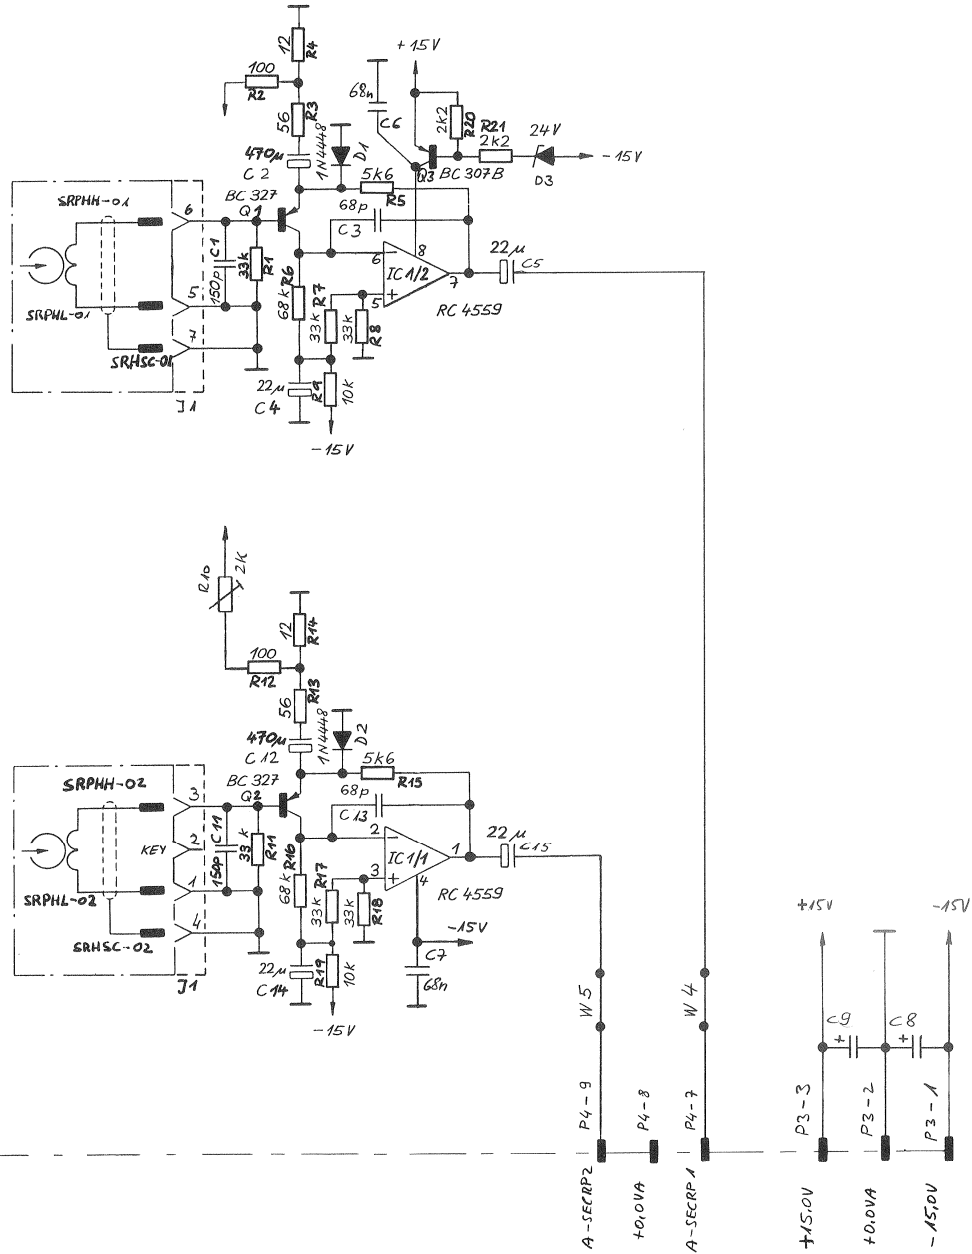 12
R4
+15V
100
R2
68n
C6
56
R3
2k2
R20
R21
2k2
24V
-15V
470µ
C2
1N4448
D1
Q3
BC307B
D3
SRPHH-01
6
BC 327
Q1
5k6
R5
68p
C3
22µ
C5
C1
150p
33k
R1
R6
68k
6
8
IC1/2
7
5
RC 4559
R7
33k
33k
R8
SRPHL-01
5
7
SRHSC-01
J1
22µ
C4
R9
10k
-15V
R10
2K
12
R14
100
R12
56
R13
470µ
C12
1N4448
D2
SRPHH-02
3
BC 327
Q2
5k6
R15
68p
C13
22µ
C15
KEY
2
C11
150p
33k
R11
R16
68k
2
IC1/1
1
3
4
RC 4559
R17
33k
33k
R18
SRPHL-02
1
4
SRHSC-02
J1
22µ
C14
R19
10k
-15V
-15V
C7
68n
+15V
-15V
W5
W4
C9
+
C8
+
P4-9
P4-8
P4-7
P3-3
P3-2
P3-1
A-SECRP2
+0,0VA
A-SECRP1
+15,0V
+0,0VA
-15,0V